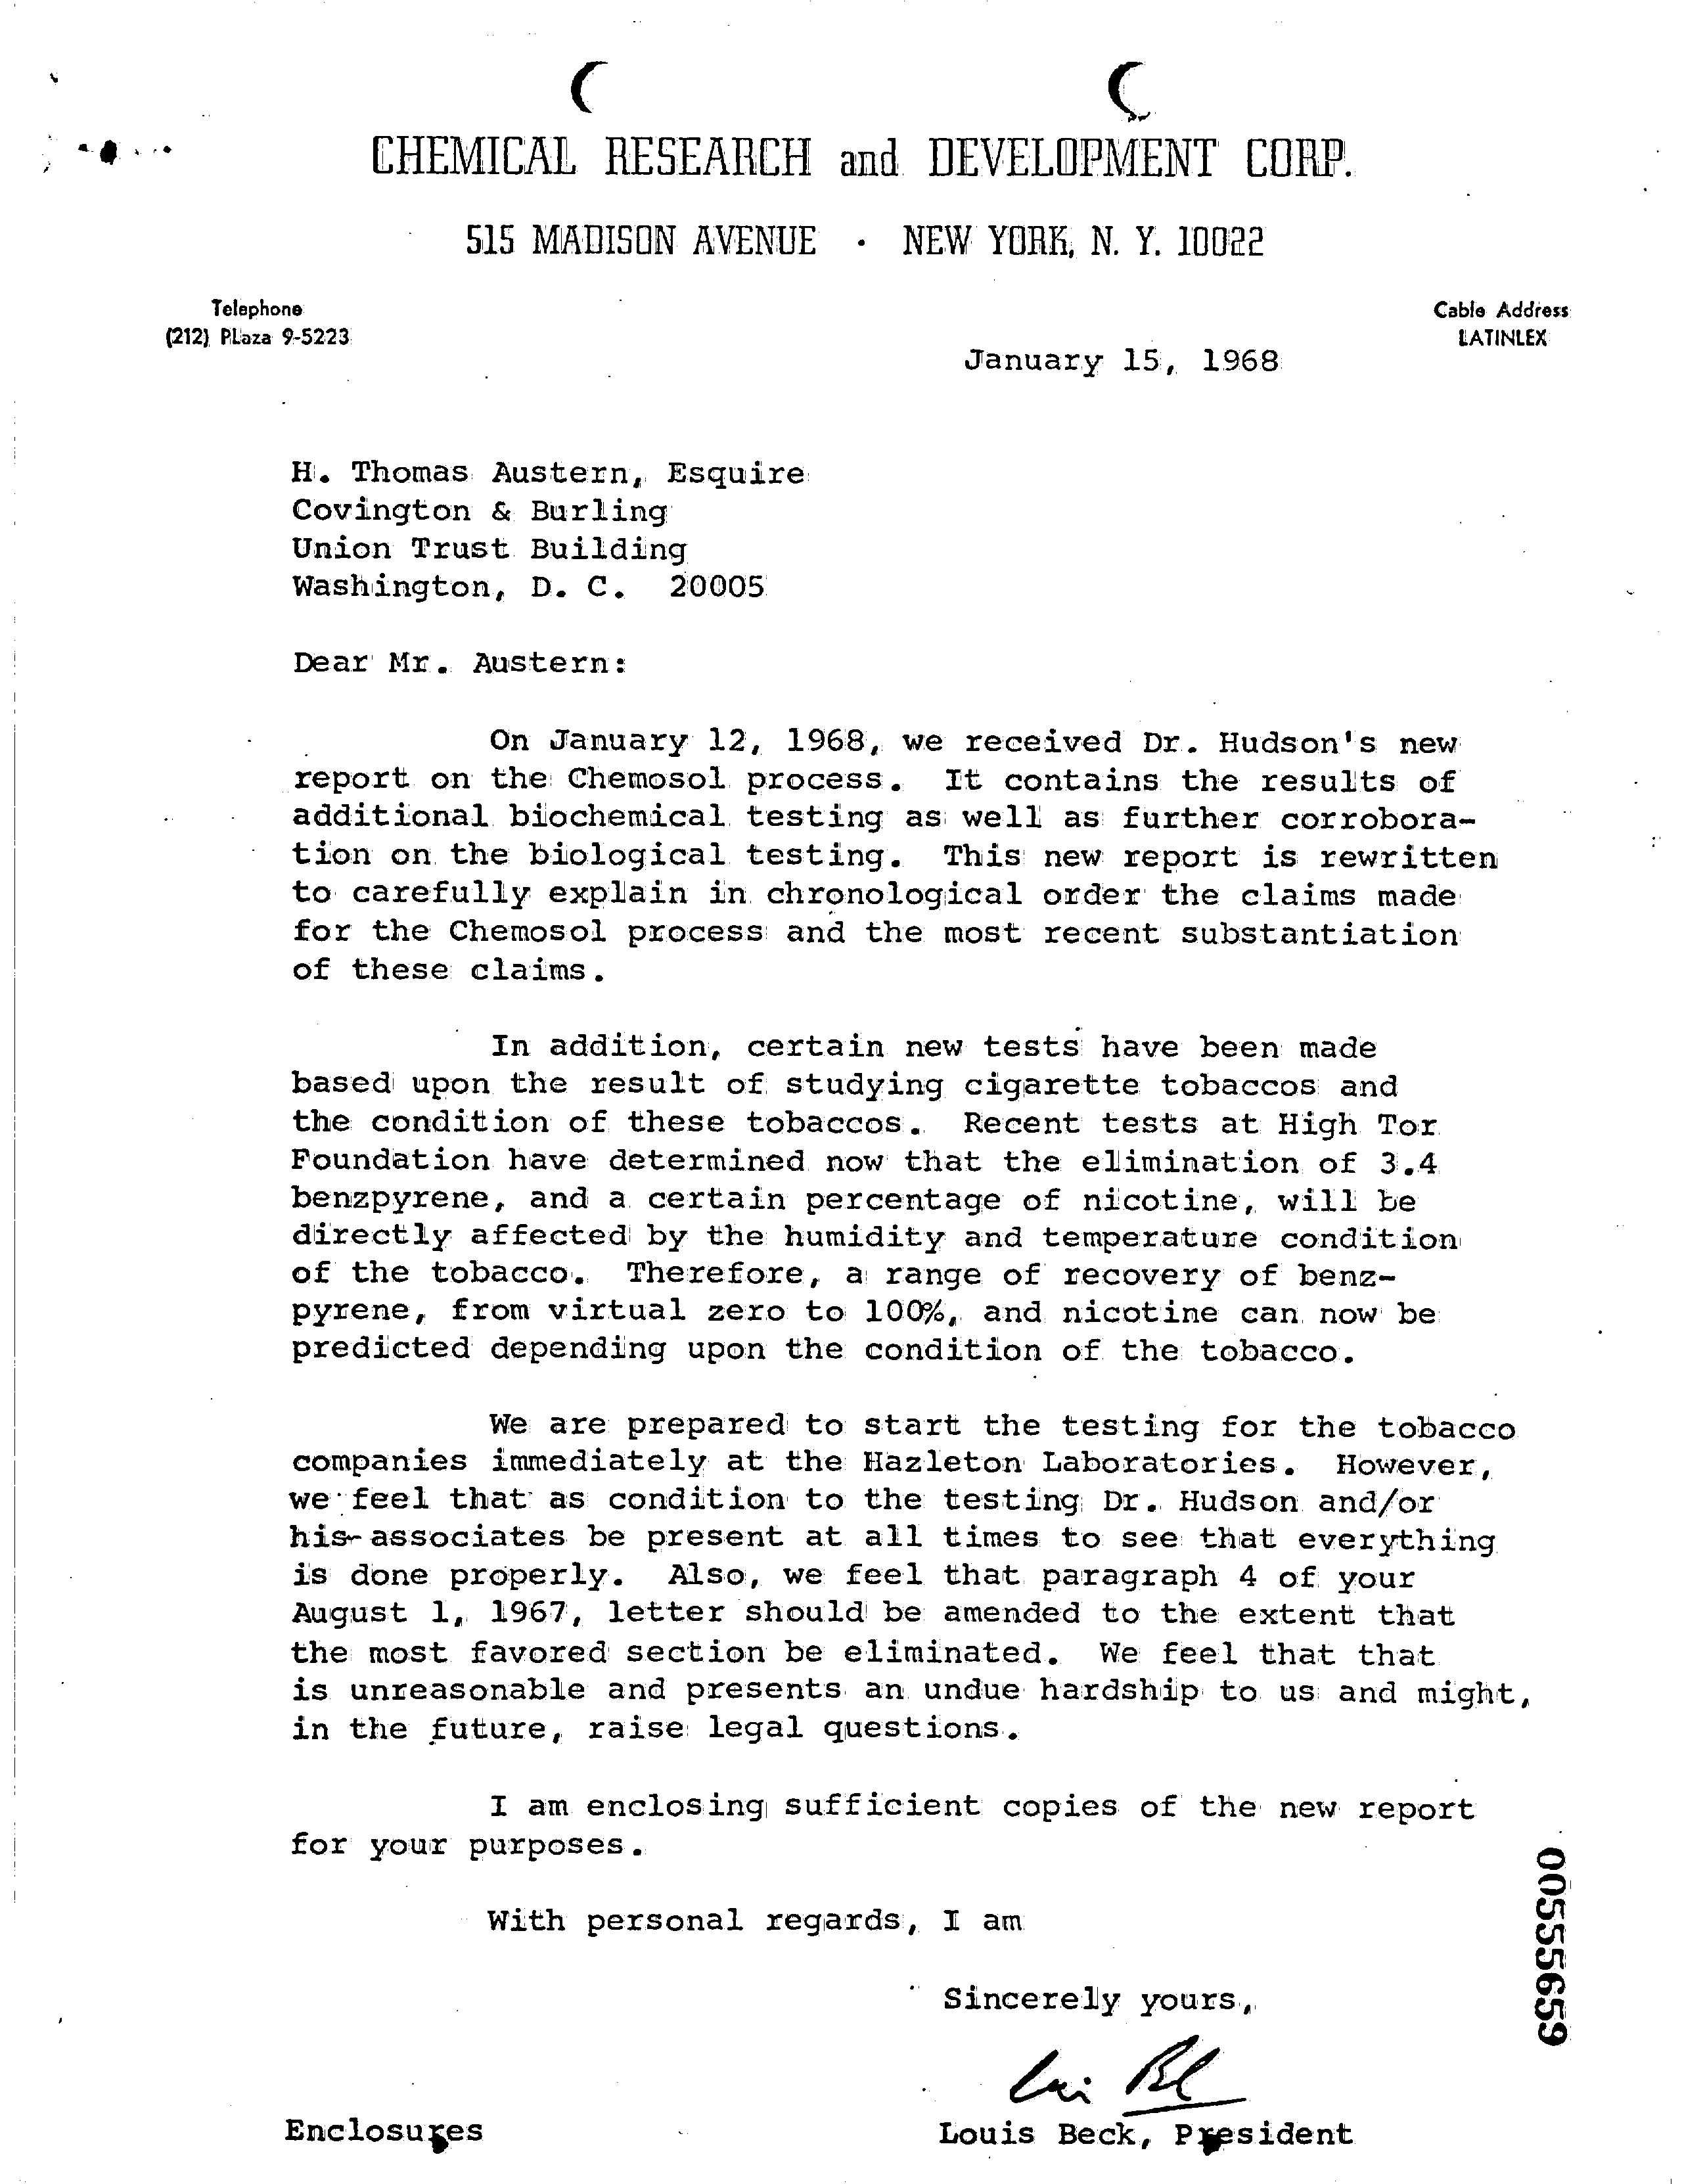 CHEMICAL RESEARCH and DEVELOPMENT CORP.
515 MADISON AVENUE · NEW YORK, N. Y. 10022
Telephone
(212) PLaza 9-5223
Cable Address
LATINLEX
January 15, 1968
H. Thomas Austern, Esquire
Covington & Burling
Union Trust Building
Washington, D. C. 20005
Dear Mr. Austern:
On January 12, 1968, we received Dr. Hudson's new
report on the Chemosol process. It contains the results of
additional biochemical testing as well as further corrobora-
tion on the biological testing. This new report is rewritten
to carefully explain in chronological order the claims made
for the Chemosol process and the most recent substantiation
of these claims.
In addition, certain new tests have been made
based upon the result of studying cigarette tobaccos and
the condition of these tobaccos. Recent tests at High Tor
Foundation have determined now that the elimination of 3.4
benzpyrene, and a certain percentage of nicotine, will be
directly affected by the humidity and temperature condition
of the tobacco. Therefore, a range of recovery of benz-
pyrene, from virtual zero to 100%, and nicotine can now be
predicted depending upon the condition of the tobacco.
We are prepared to start the testing for the tobacco
companies immediately at the Hazleton Laboratories. However,
we feel that as condition to the testing Dr. Hudson and/or
his associates be present at all times to see that everything
is done properly. Also, we feel that paragraph 4 of your
August 1, 1967, letter should be amended to the extent that
the most favored section be eliminated. We feel that that
is unreasonable and presents an undue hardship to us and might,
in the future, raise legal questions.
I am enclosing sufficient copies of the new report
for your purposes.
With personal regards, I am
Sincerely yours,
Louis Beck, President
Enclosures
00555659